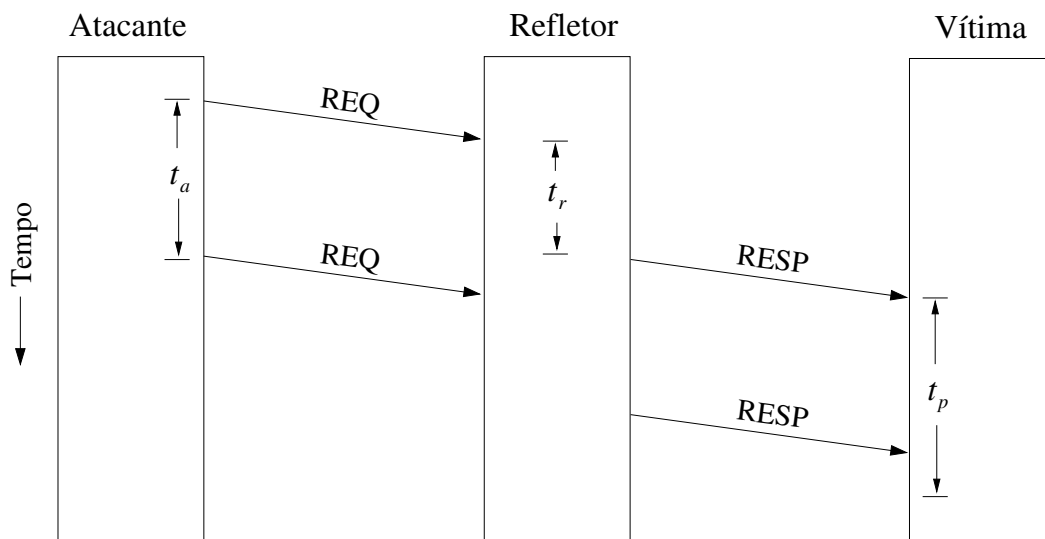 Atacante
Refletor
Vítima
REQ
t_a
t_r
Tempo
REQ
RESP
t_p
RESP